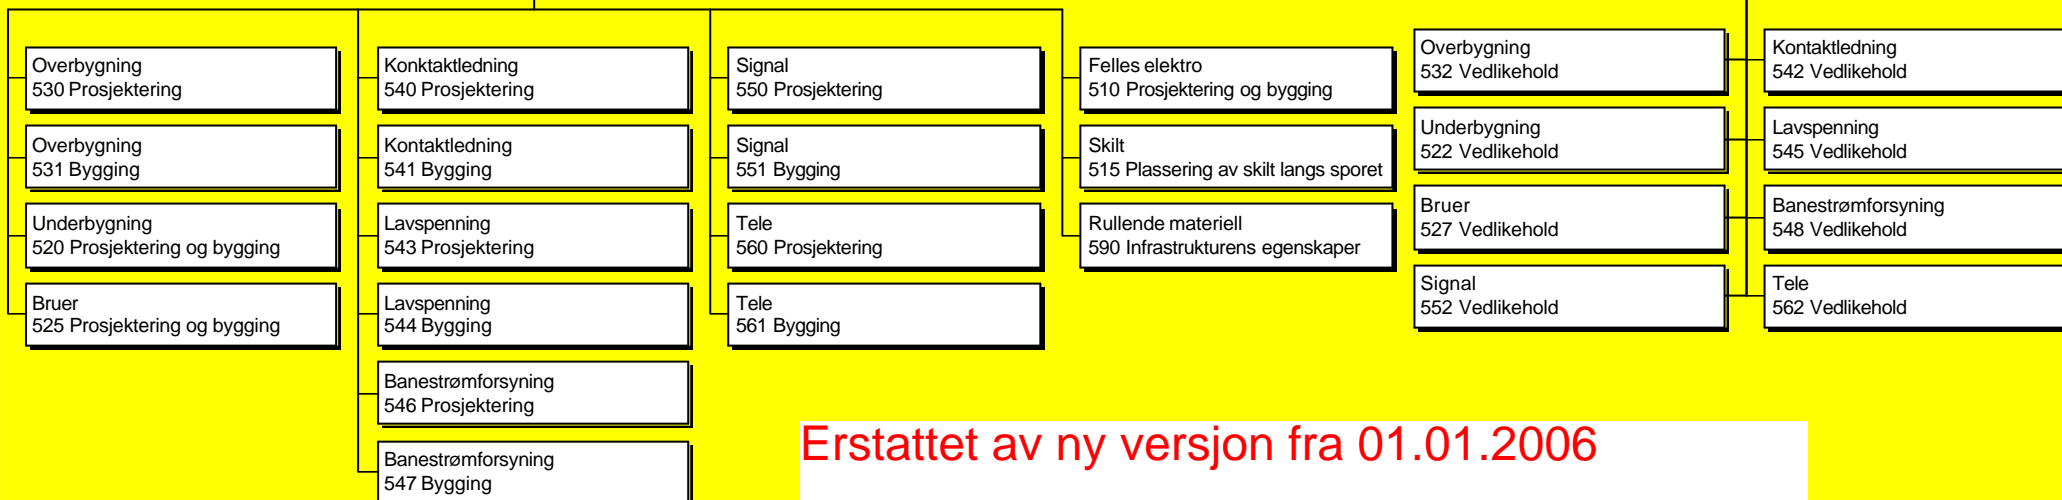 Overbygning
530 Prosjektering
Overbygning
531 Bygging
Underbygning
520 Prosjektering og bygging
Bruer
525 Prosjektering og bygging
Konktaktledning
540 Prosjektering
Kontaktledning
541 Bygging
Lavspenning
543 Prosjektering
Lavspenning
544 Bygging
Banestrømforsyning
546 Prosjektering
Banestrømforsyning
547 Bygging
Signal
550 Prosjektering
Signal
551 Bygging
Tele
560 Prosjektering
Tele
561 Bygging
Felles elektro
510 Prosjektering og bygging
Skilt
515 Plassering av skilt langs sporet
Rullende materiell
590 Infrastrukturens egenskaper
Overbygning
532 Vedlikehold
Underbygning
522 Vedlikehold
Bruer
527 Vedlikehold
Signal
552 Vedlikehold
Kontaktledning
542 Vedlikehold
Lavspenning
545 Vedlikehold
Banestrømforsyning
548 Vedlikehold
Tele
562 Vedlikehold
Erstattet av ny versjon fra 01.01.2006